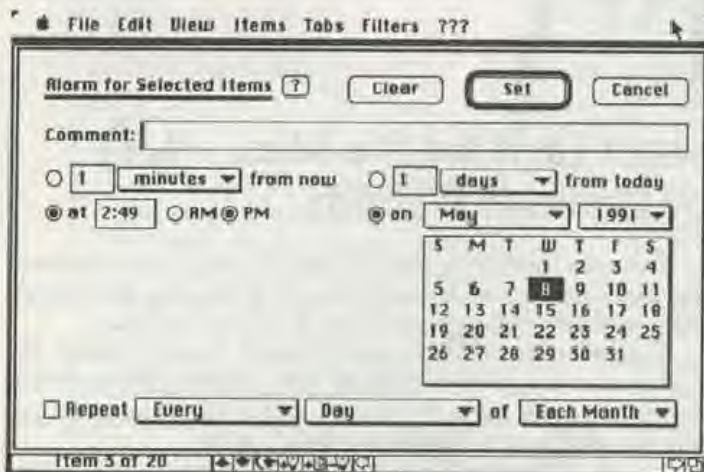 File Edit View Items Tabs Filters ???
Alarm for Selected Items ? Clear Set Cancel
Comment:
1 minutes from now 1 days from today
at 2:49 AM PM on May 1991
S M T W T F S
1 2 3 4
5 6 7 8 9 10 11
12 13 14 15 16 17 18
19 20 21 22 23 24 25
26 27 28 29 30 31
Repeat Every Day of Each Month
Item 3 of 20